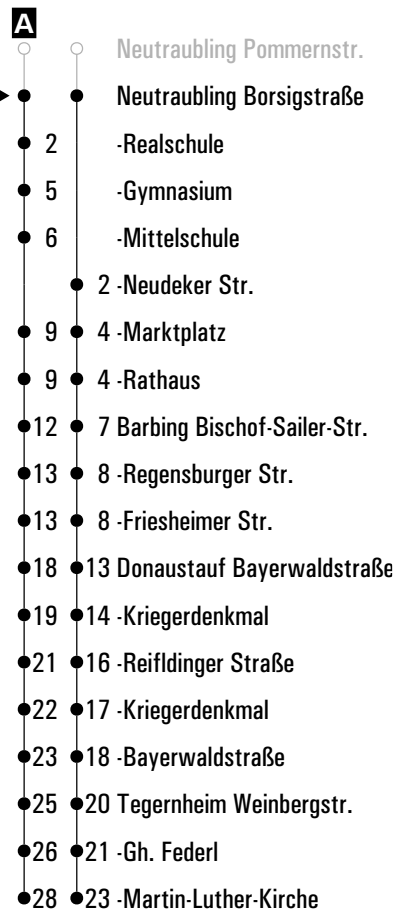 A
Neutraubling Pommernstr.
Neutraubling Borsigstraße
2 -Realschule
5 -Gymnasium
6 -Mittelschule
2 -Neudeker Str.
9 4 -Marktplatz
9 4 -Rathaus
12 7 Barbing Bischof-Sailer-Str.
13 8 -Regensburger Str.
13 8 -Friesheimer Str.
18 13 Donaustauf Bayerwaldstraße
19 14 -Kriegerdenkmal
21 16 -Reifldinger Straße
22 17 -Kriegerdenkmal
23 18 -Bayerwaldstraße
25 20 Tegernheim Weinbergstr.
26 21 -Gh. Federl
28 23 -Martin-Luther-Kirche